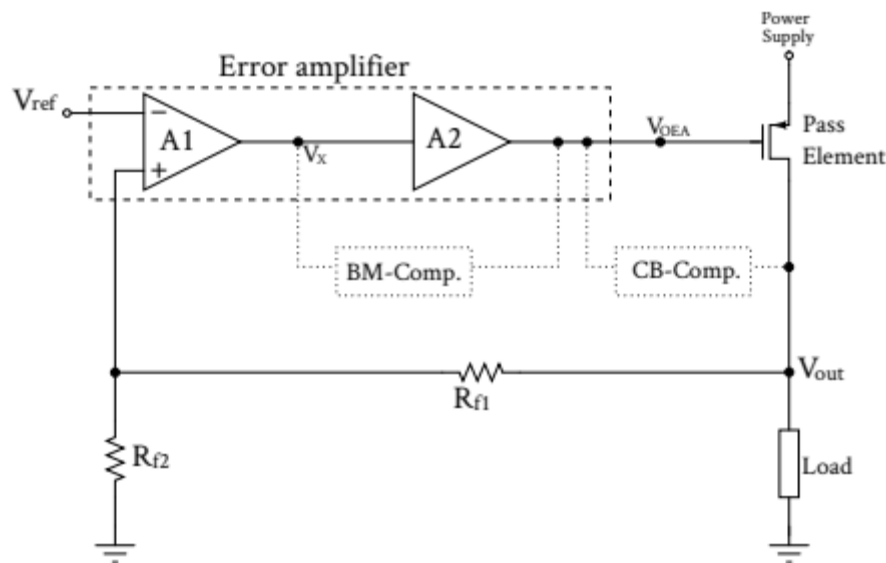 Power
Supply
Error amplifier
Vref
−
A1
+
Vx
A2
VOEA
Pass
Element
BM-Comp.
CB-Comp.
Vout
Rf1
Rf2
Load